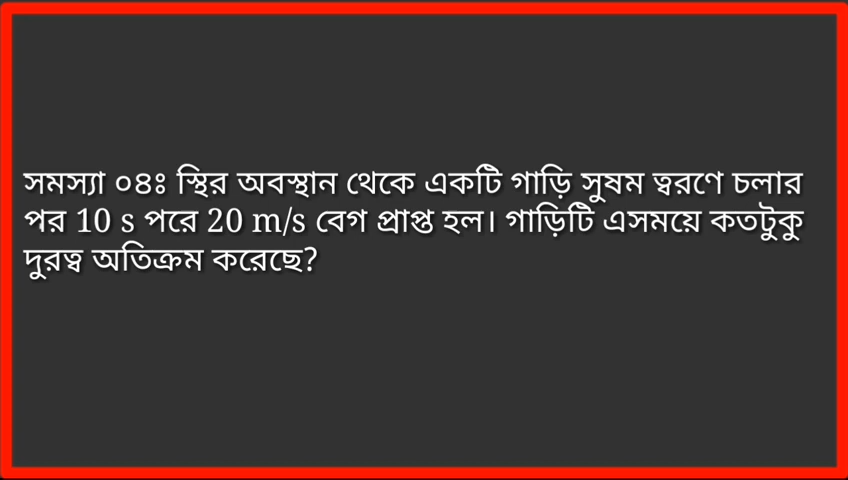 সমস্যা ০৪ঃ স্থির অবস্থান থেকে একটি গাড়ি সুষম ত্বরণে চলার
পর 10 s পরে 20 m/s বেগ প্রাপ্ত হল। গাড়িটি এসময়ে কতটুকু
দুরত্ব অতিক্রম করেছে?